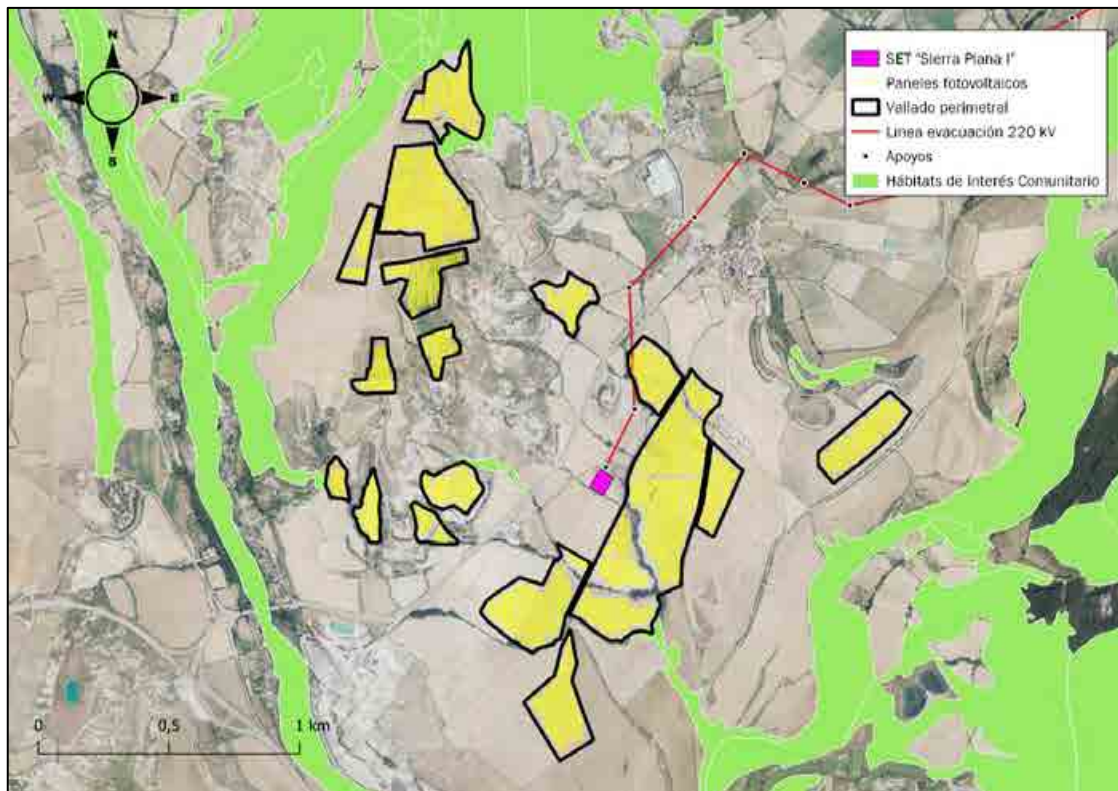 N
W E
S
SET "Sierra Plana I"
Paneles fotovoltaicos
Vallado perimetral
Linea evacuación 220 kV
Apoyos
Hábitats de Interés Comunitario
0 0,5 1 km